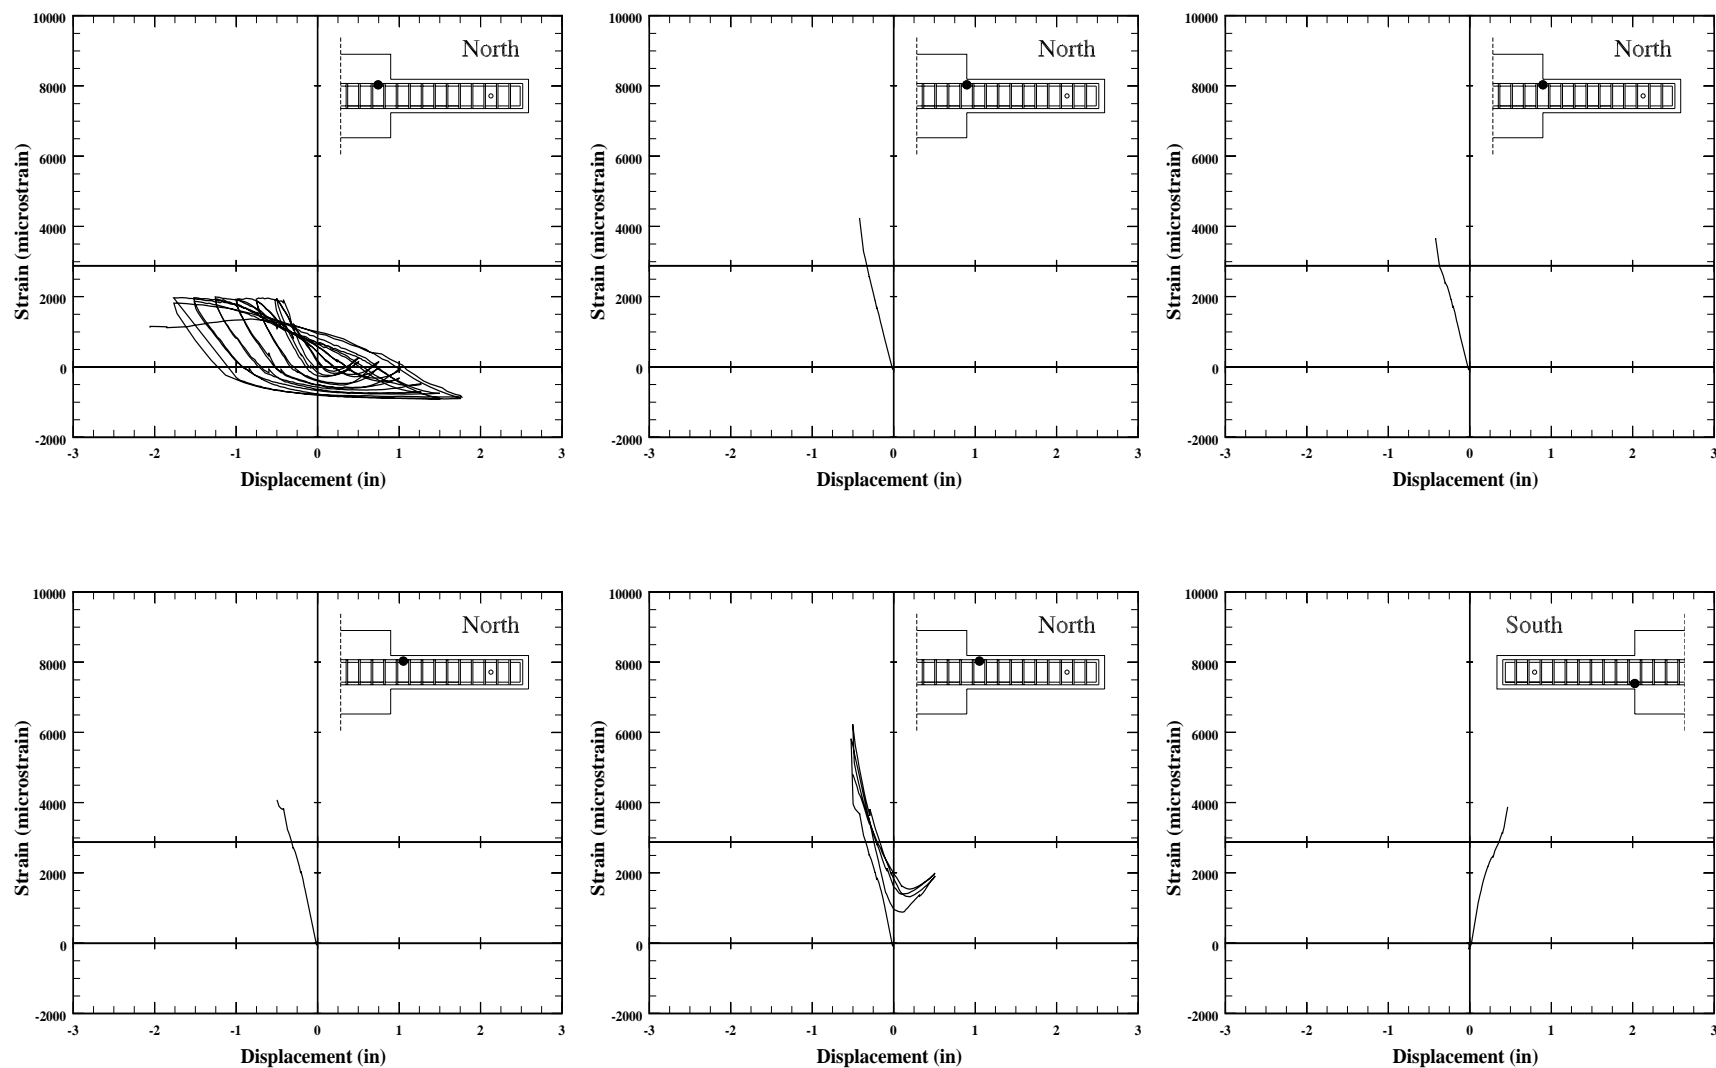 10000 10000 10000
North North North
8000 8000 8000
6000 6000 6000
4000 4000 4000
2000 2000 2000
0 0 0
-2000 -2000 -2000
Strain (microstrain) Strain (microstrain) Strain (microstrain)
-3 -2 -1 0 1 2 3 -3 -2 -1 0 1 2 3 -3 -2 -1 0 1 2 3
Displacement (in) Displacement (in) Displacement (in)
10000 10000 10000
North North South
8000 8000 8000
6000 6000 6000
4000 4000 4000
2000 2000 2000
0 0 0
-2000 -2000 -2000
Strain (microstrain) Strain (microstrain) Strain (microstrain)
-3 -2 -1 0 1 2 3 -3 -2 -1 0 1 2 3 -3 -2 -1 0 1 2 3
Displacement (in) Displacement (in) Displacement (in)